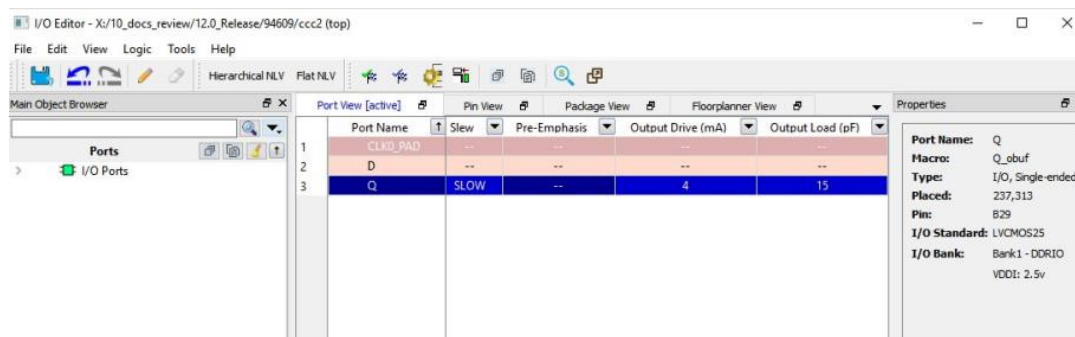 I/O Editor - X:/10_docs_review/12.0_Release/94609/ccc2 (top)
File Edit View Logic Tools Help
Hierarchical NLV Flat NLV
Main Object Browser
Ports
I/O Ports
Port View [active] Pin View Package View Floorplanner View
Port Name Slew Pre-Emphasis Output Drive (mA) Output Load (pF)
1 CLK0_PAD -- -- -- --
2 D -- -- -- --
3 Q SLOW -- 4 15
Properties
Port Name: Q
Macro: Q_obuf
Type: I/O, Single-ended
Placed: 237,313
Pin: B29
I/O Standard: LVCMOS25
I/O Bank: Bank1 - DDRIO
VDDI: 2.5v